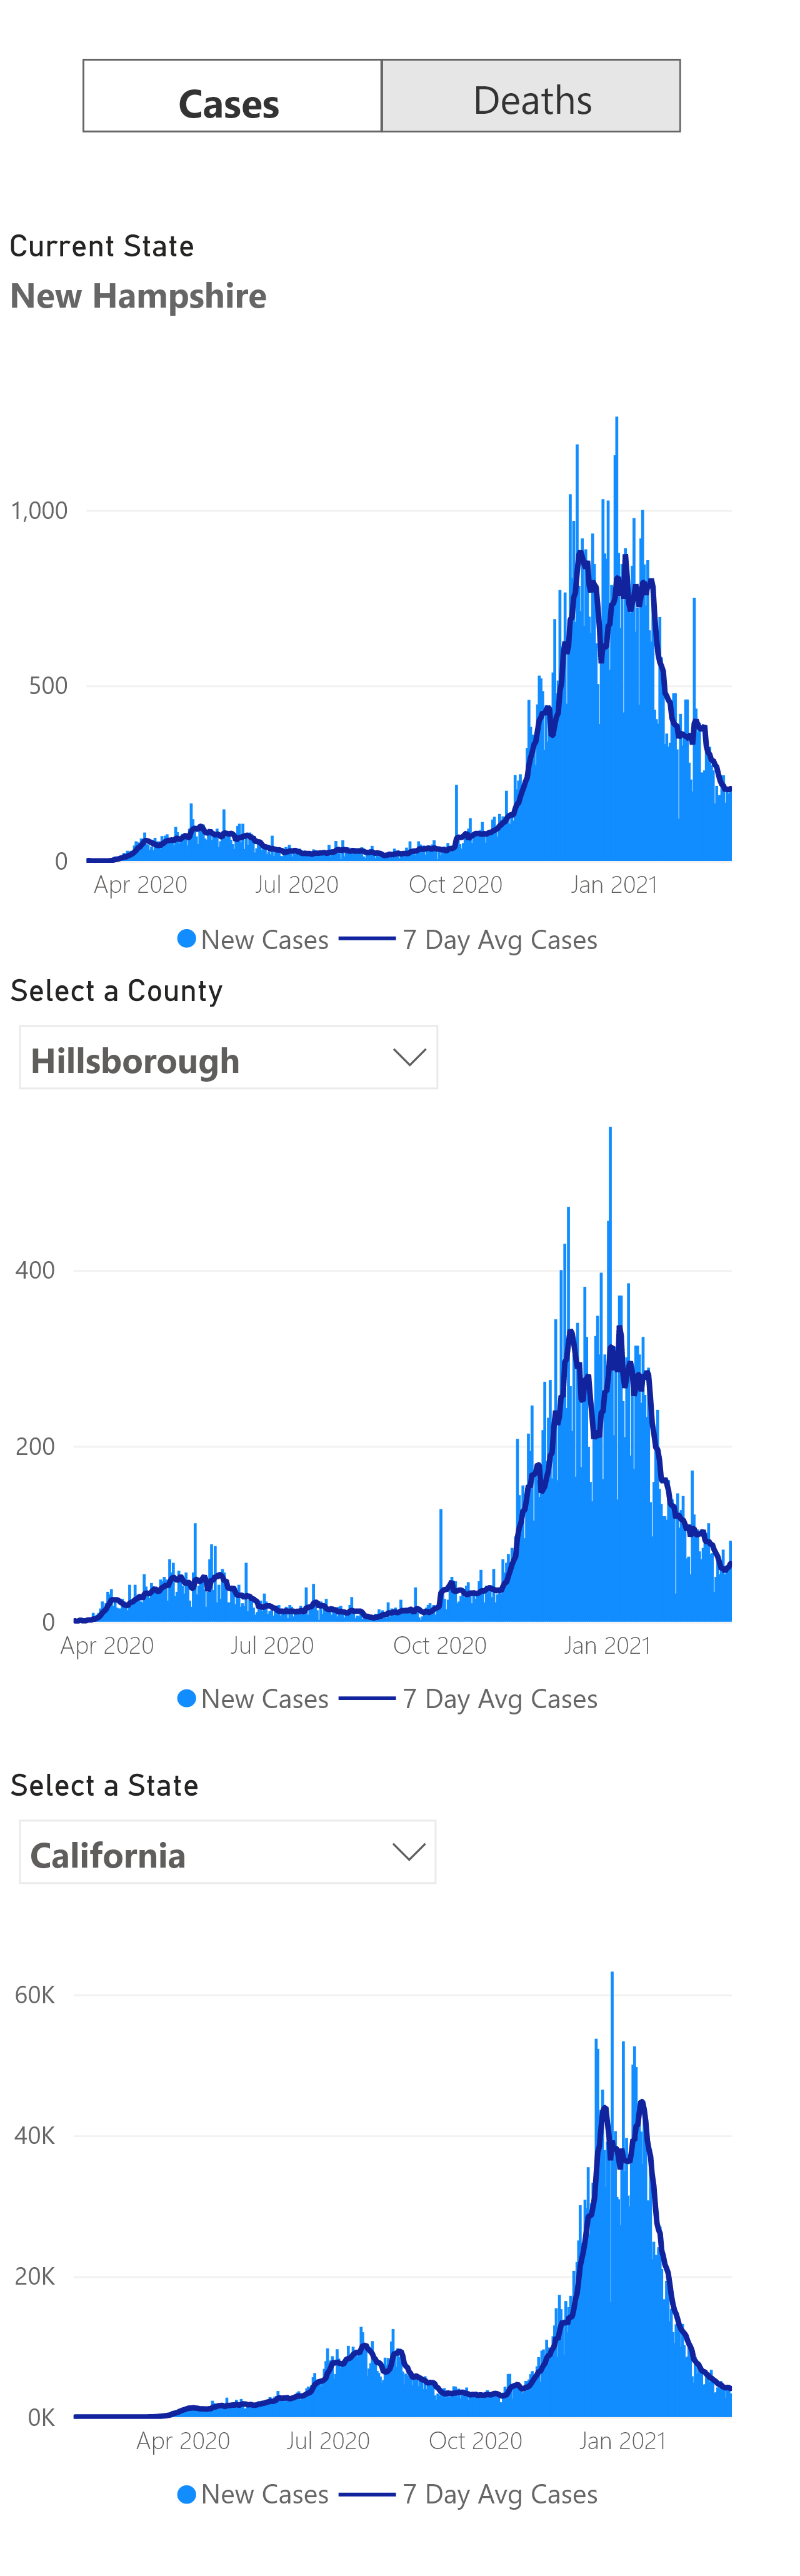 Cases Deaths
Current State
New Hampshire
1,000
500
0
Apr 2020 Jul 2020 Oct 2020 Jan 2021
New Cases 7 Day Avg Cases
Select a County
Hillsborough
400
200
0
Apr 2020 Jul 2020 Oct 2020 Jan 2021
New Cases 7 Day Avg Cases
Select a State
California
60K
40K
20K
0K
Apr 2020 Jul 2020 Oct 2020 Jan 2021
New Cases 7 Day Avg Cases